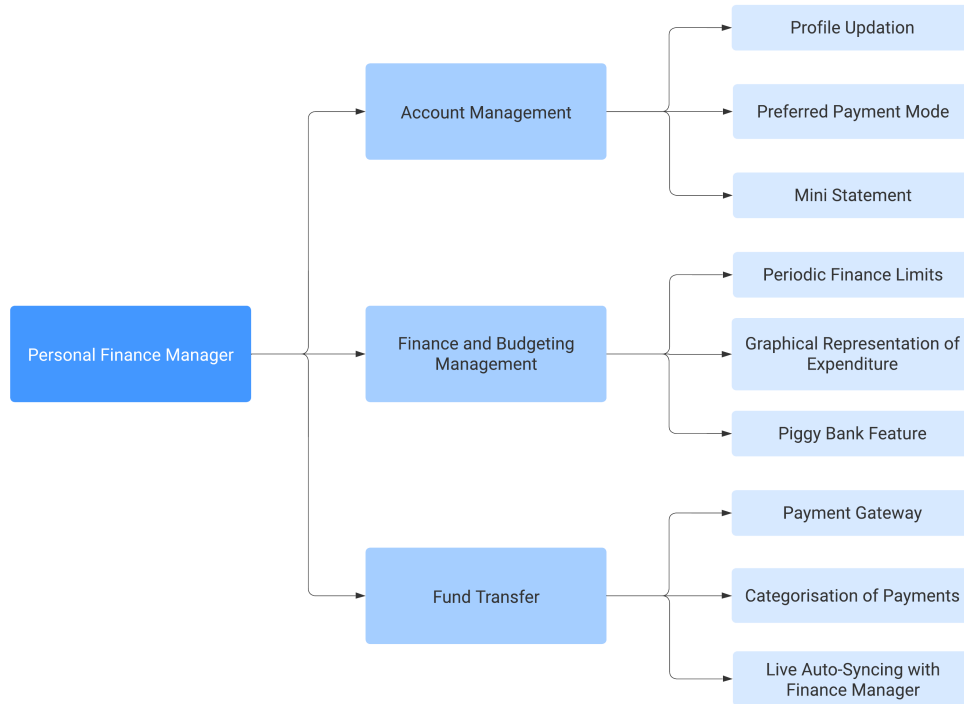 Personal Finance Manager
Account Management
Profile Updation
Preferred Payment Mode
Mini Statement
Finance and Budgeting
Management
Periodic Finance Limits
Graphical Representation of
Expenditure
Piggy Bank Feature
Fund Transfer
Payment Gateway
Categorisation of Payments
Live Auto-Syncing with
Finance Manager